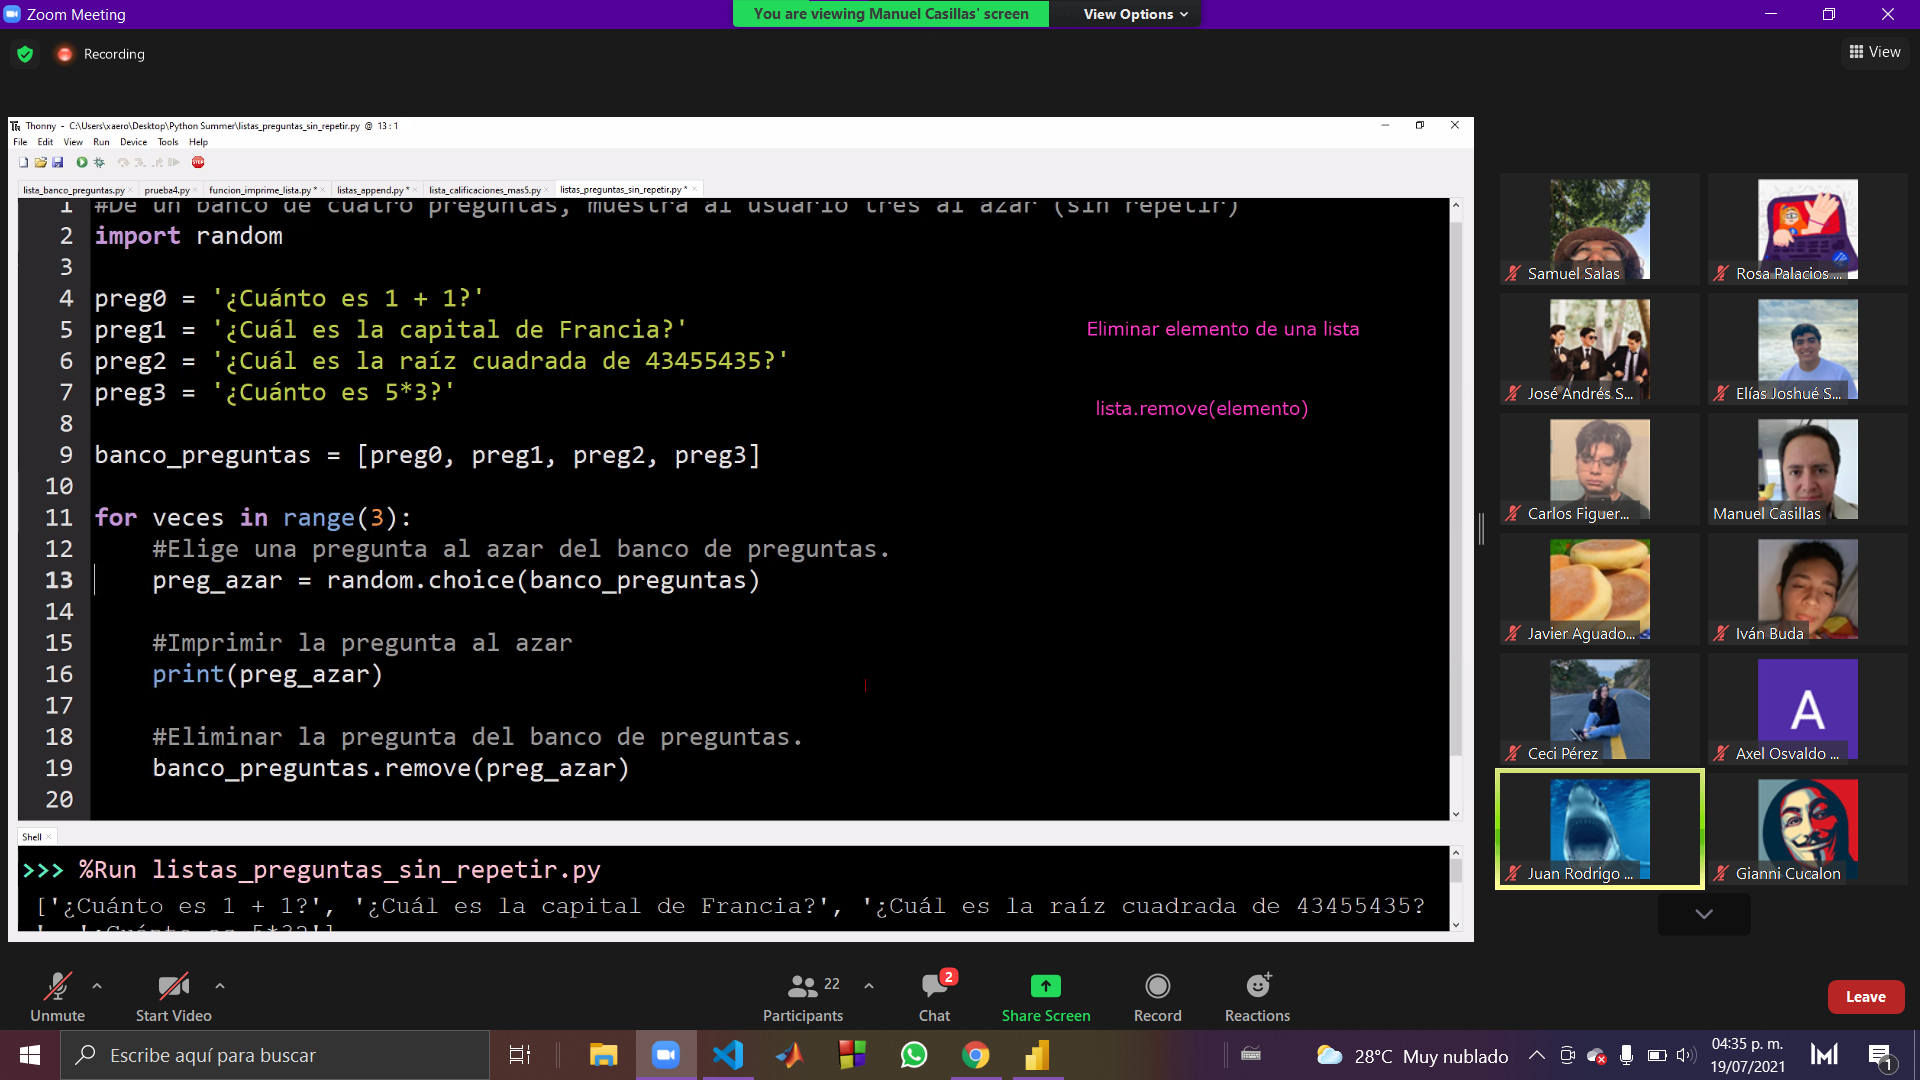 Zoom Meeting
You are viewing Manuel Casillas' screen
View Options
Recording
View
Thonny - C:\Users\xaero\Desktop\Python Summer\listas_preguntas_sin_repetir.py @ 13 : 1
File Edit View Run Device Tools Help
STOP
lista_banco_preguntas.py prueba4.py funcion_imprime_lista.py * listas_append.py * lista_calificaciones_mas5.py listas_preguntas_sin_repetir.py *
1 #De un banco de cuatro preguntas, muestra al usuario tres al azar (sin repetir)
2 import random
3
4 preg0 = '¿Cuánto es 1 + 1?'
5 preg1 = '¿Cuál es la capital de Francia?'
6 preg2 = '¿Cuál es la raíz cuadrada de 43455435?'
7 preg3 = '¿Cuánto es 5*3?'
8
9 banco_preguntas = [preg0, preg1, preg2, preg3]
10
11 for veces in range(3):
12 #Elige una pregunta al azar del banco de preguntas.
13 preg_azar = random.choice(banco_preguntas)
14
15 #Imprimir la pregunta al azar
16 print(preg_azar)
17
18 #Eliminar la pregunta del banco de preguntas.
19 banco_preguntas.remove(preg_azar)
20
Eliminar elemento de una lista
lista.remove(elemento)
Shell
>>> %Run listas_preguntas_sin_repetir.py
['¿Cuánto es 1 + 1?', '¿Cuál es la capital de Francia?', '¿Cuál es la raíz cuadrada de 43455435?
', '¿Cuánto es 5*3?']
Samuel Salas
Rosa Palacios ...
José Andrés S...
Elías Joshué S...
Carlos Figuer...
Manuel Casillas
Javier Aguado...
Iván Buda
Ceci Pérez
A
Axel Osvaldo ...
Juan Rodrigo ...
Gianni Cucalon
Unmute
Start Video
22
Participants
2
Chat
Share Screen
Record
Reactions
Leave
Escribe aquí para buscar
28°C Muy nublado
04:35 p. m.
19/07/2021
1